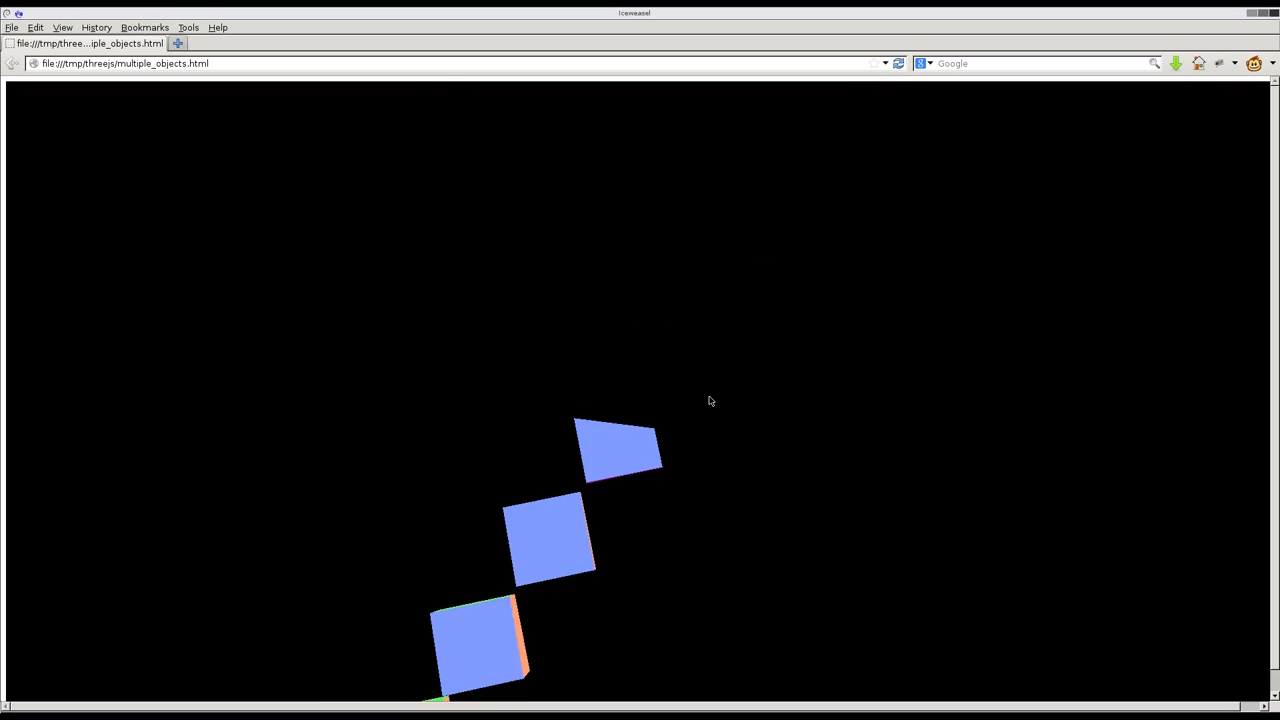 Iceweasel
File Edit View History Bookmarks Tools Help
file:///tmp/three...iple_objects.html
file:///tmp/threejs/multiple_objects.html
Google